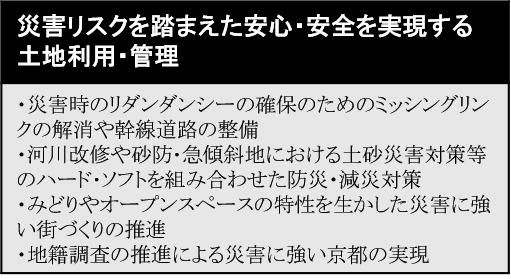 災害リスクを踏まえた安心・安全を実現する
土地利用・管理
・災害時のリダンダンシーの確保のためのミッシングリン
クの解消や幹線道路の整備
・河川改修や砂防・急傾斜地における土砂災害対策等
のハード・ソフトを組み合わせた防災・減災対策
・みどりやオープンスペースの特性を生かした災害に強
い街づくりの推進
・地籍調査の推進による災害に強い京都の実現